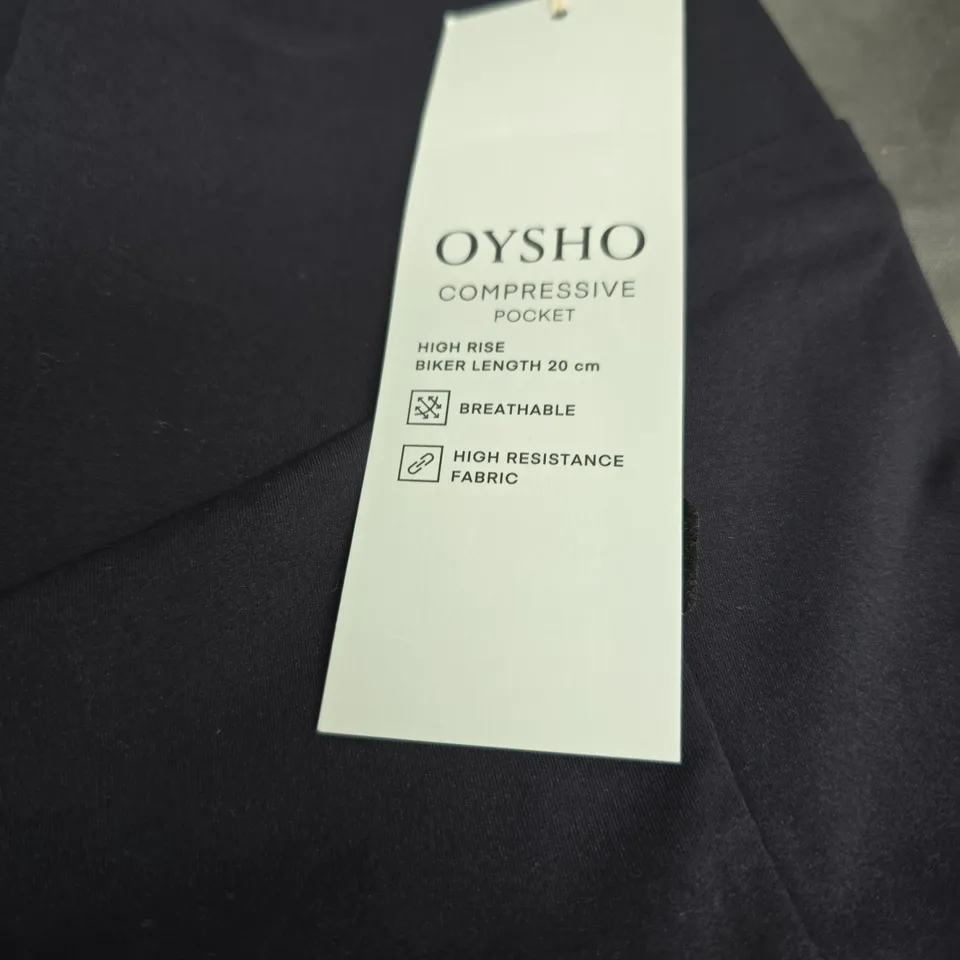 OYSHO
COMPRESSIVE
POCKET
HIGH RISE
BIKER LENGTH 20 cm
BREATHABLE
HIGH RESISTANCE
FABRIC